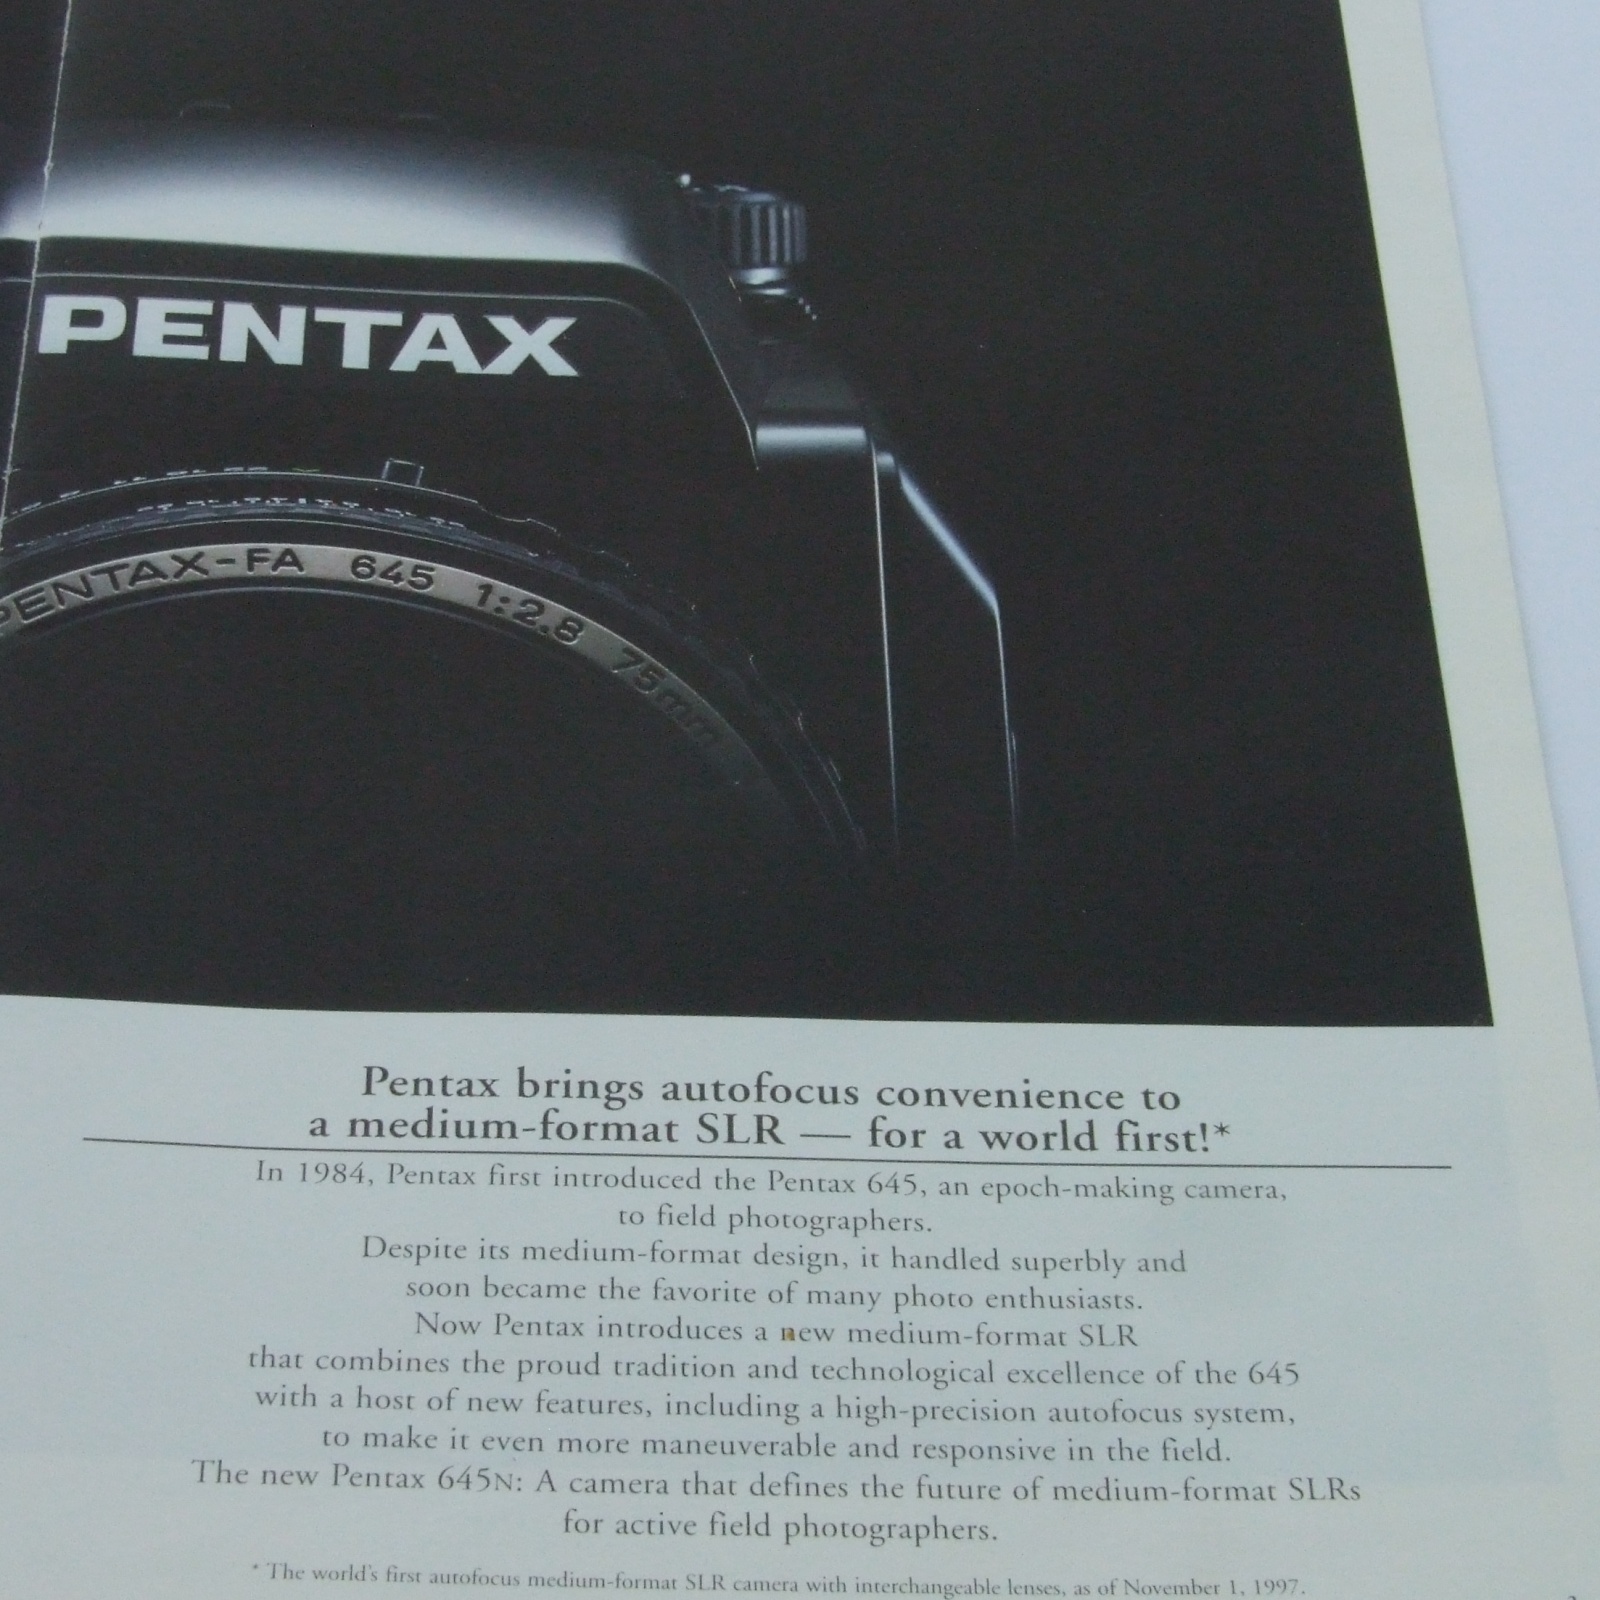 PENTAX
PENTAX-FA 645 1:2.8 75mm
Pentax brings autofocus convenience to
a medium-format SLR — for a world first!*
In 1984, Pentax first introduced the Pentax 645, an epoch-making camera,
to field photographers.
Despite its medium-format design, it handled superbly and
soon became the favorite of many photo enthusiasts.
Now Pentax introduces a new medium-format SLR
that combines the proud tradition and technological excellence of the 645
with a host of new features, including a high-precision autofocus system,
to make it even more maneuverable and responsive in the field.
The new Pentax 645N: A camera that defines the future of medium-format SLRs
for active field photographers.
* The world's first autofocus medium-format SLR camera with interchangeable lenses, as of November 1, 1997.